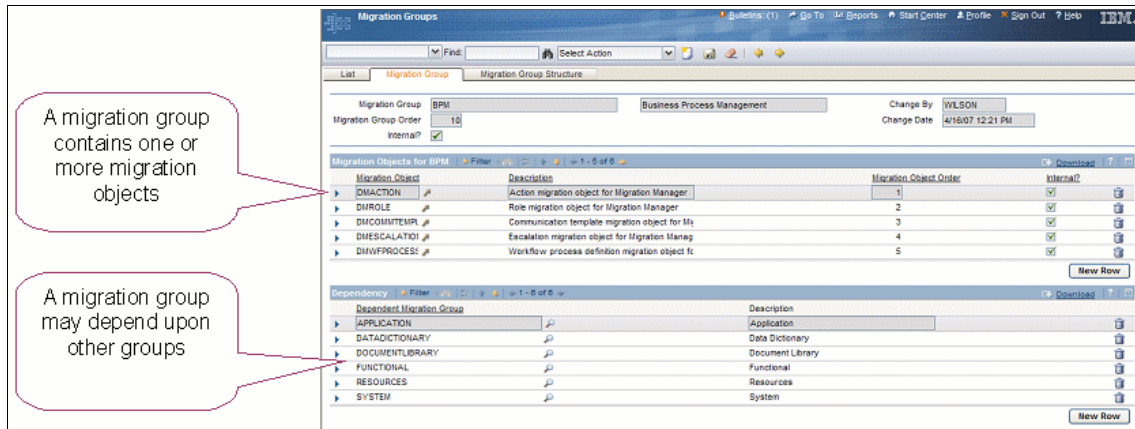 Migration Groups
Bulletins: (1) Go To Reports Start Center Profile Sign Out ? Help IBM
Find: Select Action
List Migration Group Migration Group Structure
A migration group
contains one or
more migration
objects
Migration Group BPM Business Process Management Change By WILSON
Migration Group Order 10 Change Date 4/16/07 12:21 PM
Internal?
Migration Objects for BPM Filter 1 - 5 of 6 Download ?
Migration Object Description Migration Object Order Internal?
DMACTION Action migration object for Migration Manager 1
DMROLE Role migration object for Migration Manager 2
DMCOMMTEMPL Communication template migration object for Mi 3
DMESCALATIOI Escalation migration object for Migration Manag 4
DMWFPROCESS Workflow process definition migration object fo 5
New Row
A migration group
may depend upon
other groups
Dependency Filter 1 - 6 of 6 Download ?
Dependent Migration Group Description
APPLICATION Application
DATADICTIONARY Data Dictionary
DOCUMENTLIBRARY Document Library
FUNCTIONAL Functional
RESOURCES Resources
SYSTEM System
New Row